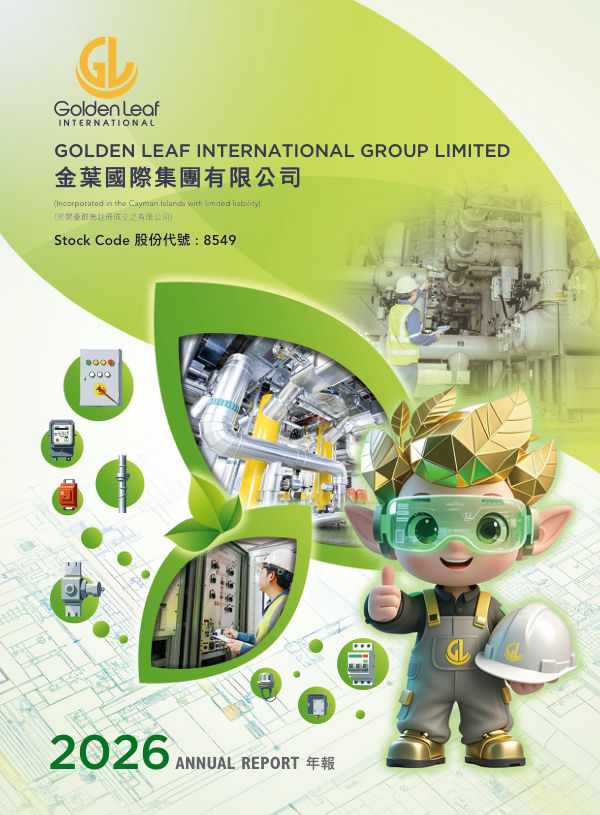 GL
Golden Leaf
INTERNATIONAL
GOLDEN LEAF INTERNATIONAL GROUP LIMITED
金葉國際集團有限公司
(Incorporated in the Cayman Islands with limited liability)
(於開曼群島註冊成立之有限公司)
Stock Code 股份代號 : 8549
GL
2026 ANNUAL REPORT 年報